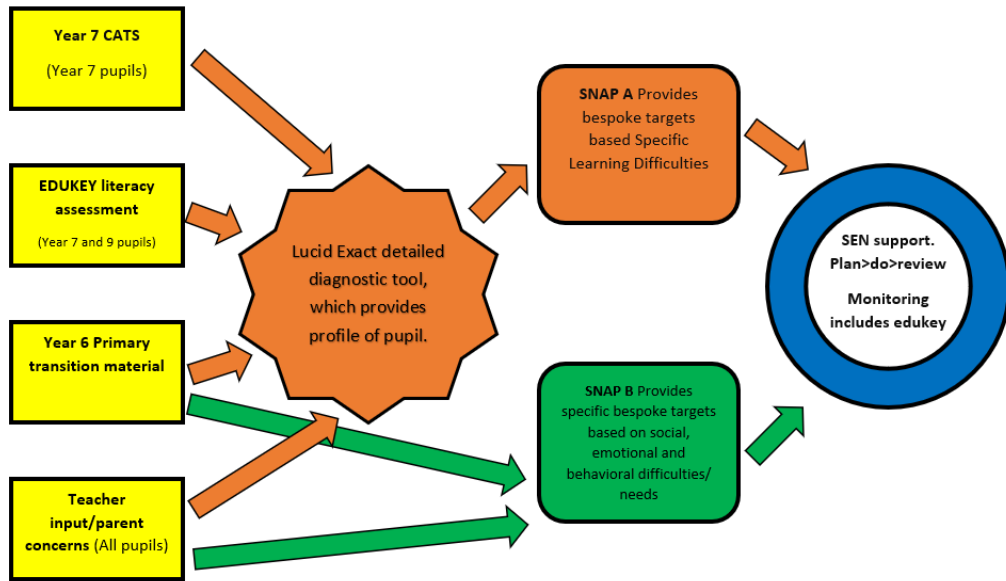 Year 7 CATS
(Year 7 pupils)
EDUKEY literacy
assessment
(Year 7 and 9 pupils)
Year 6 Primary
transition material
Teacher
input/parent
concerns (All pupils)
Lucid Exact detailed
diagnostic tool,
which provides
profile of pupil.
SNAP A Provides
bespoke targets
based Specific
Learning Difficulties
SNAP B Provides
specific bespoke targets
based on social,
emotional and
behavioral difficulties/
needs
SEN support.
Plan>do>review
Monitoring
includes edukey